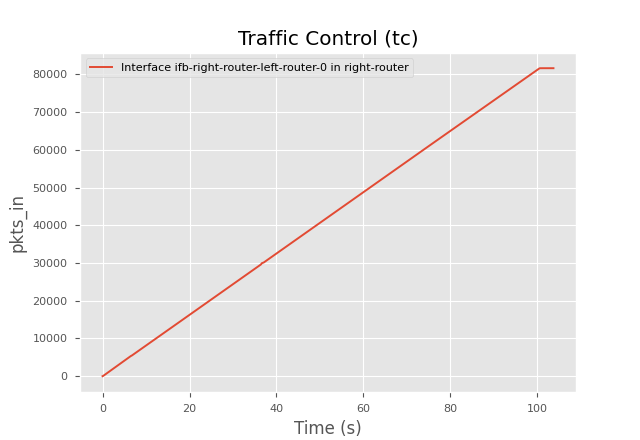 Traffic Control (tc)
Interface ifb-right-router-left-router-0 in right-router
80000
70000
60000
50000
40000
30000
20000
10000
0
pkts_in
0 20 40 60 80 100
Time (s)